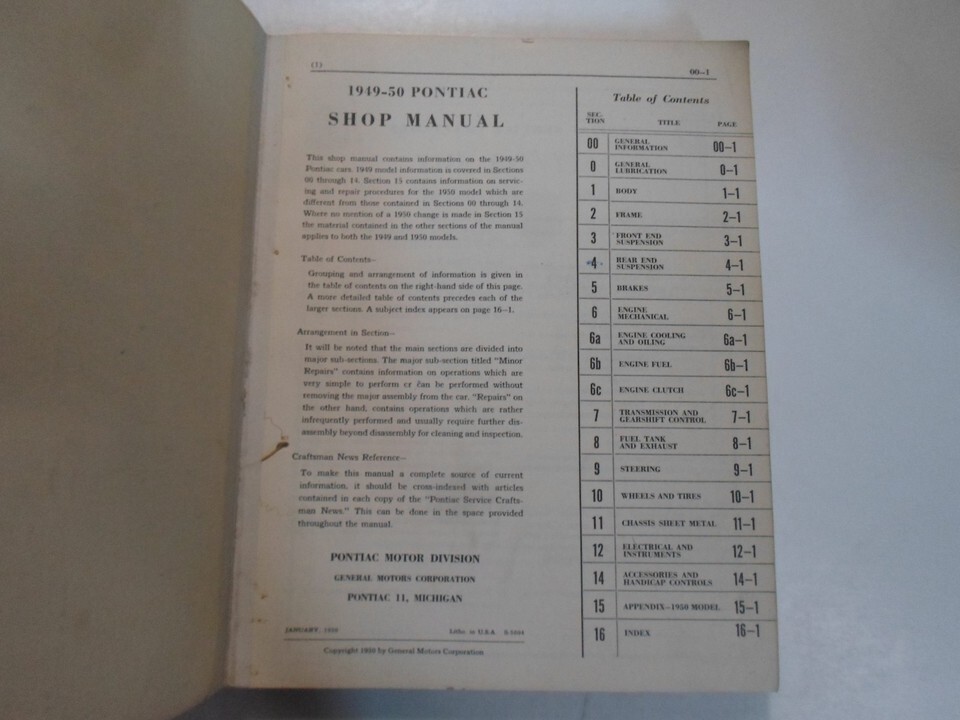 (1)
00-1
1949-50 PONTIAC
SHOP MANUAL
This shop manual contains information on the 1949-50
Pontiac cars. 1949 model information is covered in Sections
00 through 14. Section 15 contains information on servic-
ing and repair procedures for the 1950 model which are
different from those contained in Sections 00 through 14.
Where no mention of a 1950 change is made in Section 15
the material contained in the other sections of the manual
applies to both the 1949 and 1950 models.
Table of Contents—
Grouping and arrangement of information is given in
the table of contents on the right-hand side of this page.
A more detailed table of contents precedes each of the
larger sections. A subject index appears on page 16-1.
Arrangement in Section—
It will be noted that the main sections are divided into
major sub-sections. The major sub-section titled "Minor
Repairs" contains information on operations which are
very simple to perform or can be performed without
removing the major assembly from the car. "Repairs" on
the other hand, contains operations which are rather
infrequently performed and usually require further dis-
assembly beyond disassembly for cleaning and inspection.
Craftsman News Reference—
To make this manual a complete source of current
information, it should be cross-indexed with articles
contained in each copy of the "Pontiac Service Crafts-
man News." This can be done in the space provided
throughout the manual.
PONTIAC MOTOR DIVISION
GENERAL MOTORS CORPORATION
PONTIAC 11, MICHIGAN
JANUARY, 1950 Litho. in U.S.A.
Copyright 1950 by General Motors Corporation
Table of Contents
SEC-
TION TITLE PAGE
00 GENERAL
INFORMATION 00-1
0 GENERAL
LUBRICATION 0-1
1 BODY 1-1
2 FRAME 2-1
3 FRONT END
SUSPENSION 3-1
4 REAR END
SUSPENSION 4-1
5 BRAKES 5-1
6 ENGINE
MECHANICAL 6-1
6a ENGINE COOLING
AND OILING 6a-1
6b ENGINE FUEL 6b-1
6c ENGINE CLUTCH 6c-1
7 TRANSMISSION AND
GEARSHIFT CONTROL 7-1
8 FUEL TANK
AND EXHAUST 8-1
9 STEERING 9-1
10 WHEELS AND TIRES 10-1
11 CHASSIS SHEET METAL 11-1
12 ELECTRICAL AND
INSTRUMENTS 12-1
14 ACCESSORIES AND
HANDICAP CONTROLS 14-1
15 APPENDIX—1950 MODEL 15-1
16 INDEX 16-1